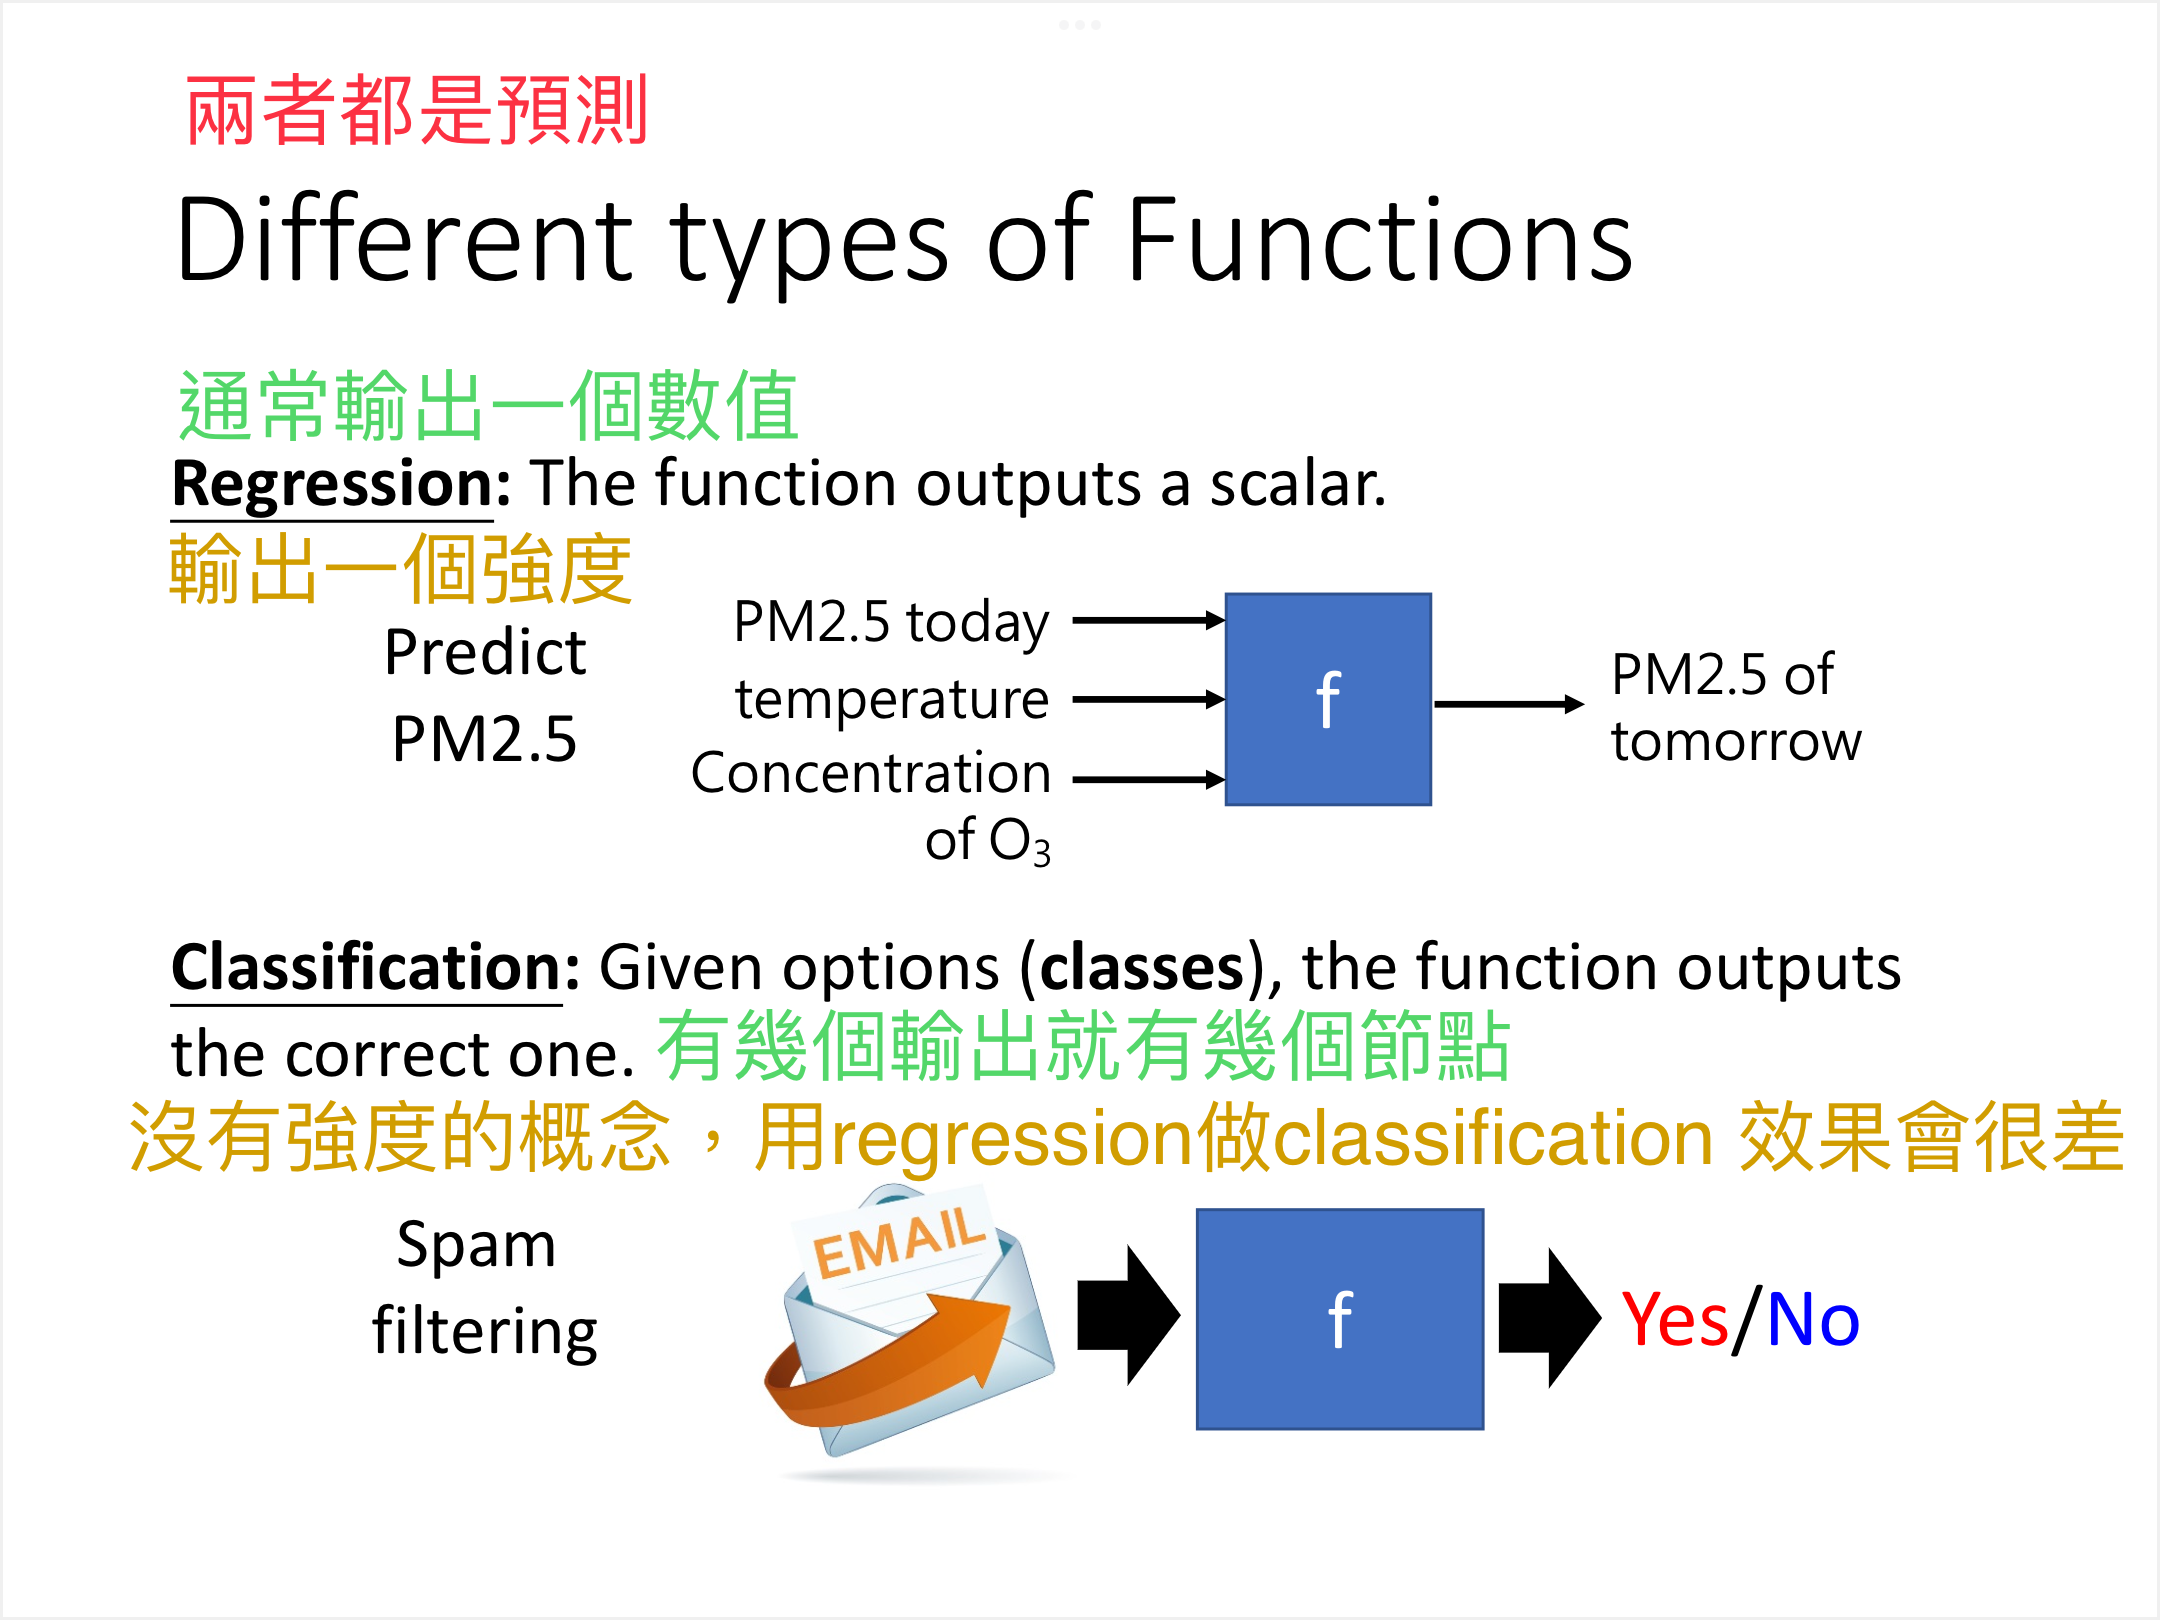 兩者都是預測
Different types of Functions
通常輸出一個數值
Regression: The function outputs a scalar.
輸出一個強度
Predict
PM2.5
PM2.5 today
temperature
Concentration
of O₃
f
PM2.5 of
tomorrow
Classification: Given options (classes), the function outputs
the correct one. 有幾個輸出就有幾個節點
沒有強度的概念，用regression做classification 效果會很差
Spam
filtering
EMAIL
f
Yes/No